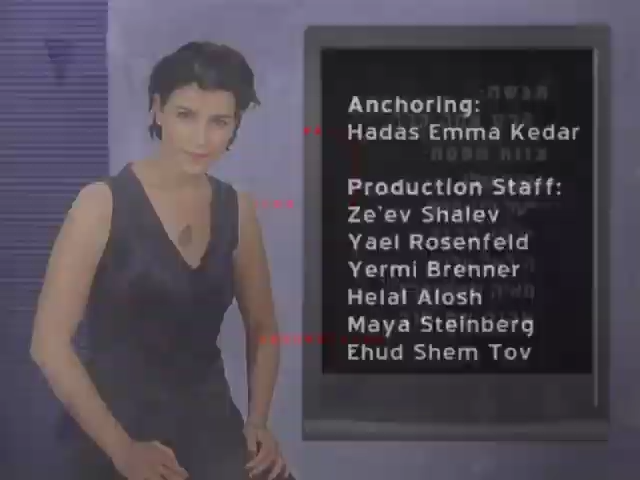 Anchoring:
Hadas Emma Kedar
Production Staff:
Ze'ev Shalev
Yael Rosenfeld
Yermi Brenner
Helal Alosh
Maya Steinberg
Ehud Shem Tov